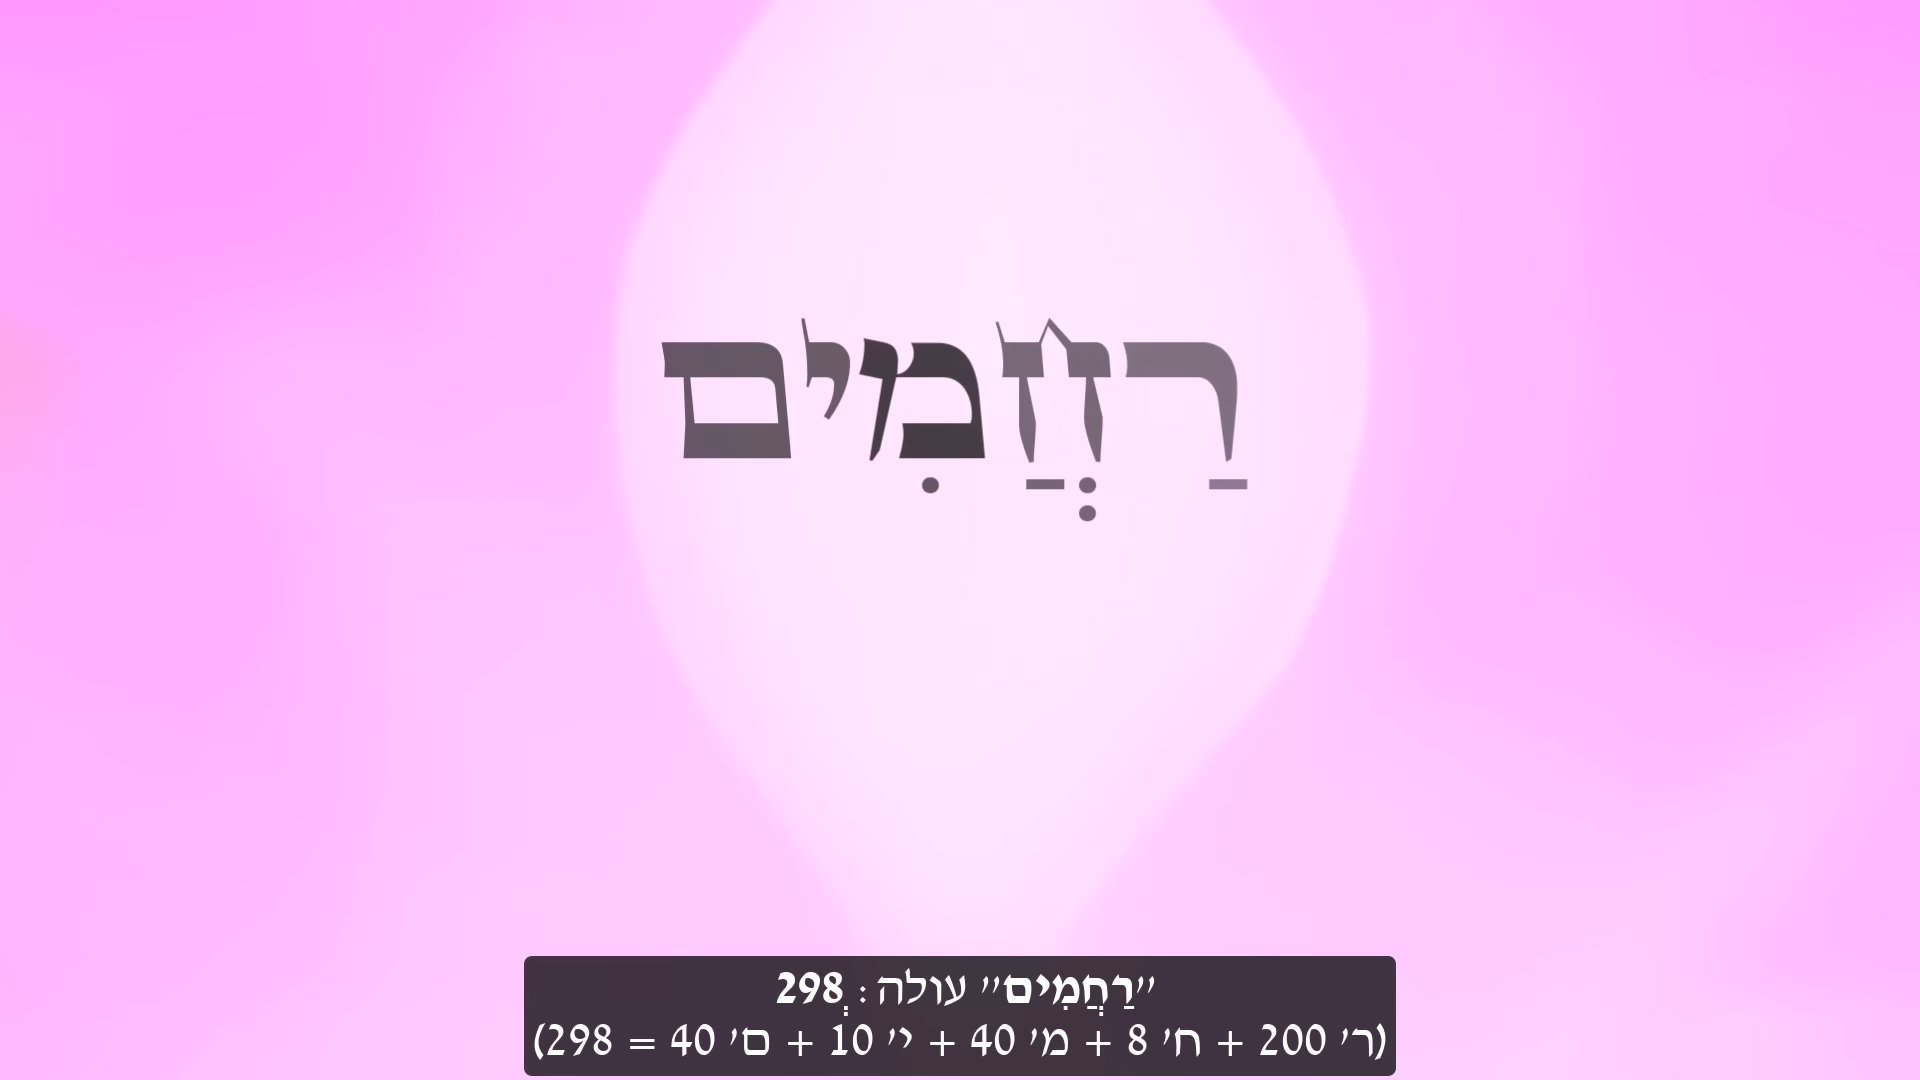 רַחֲמִים
״רַחֲמִים״ עולה: ְ298
(ר׳ 200 + ח׳ 8 + מ׳ 40 + י׳ 10 + ם׳ 40 = 298)